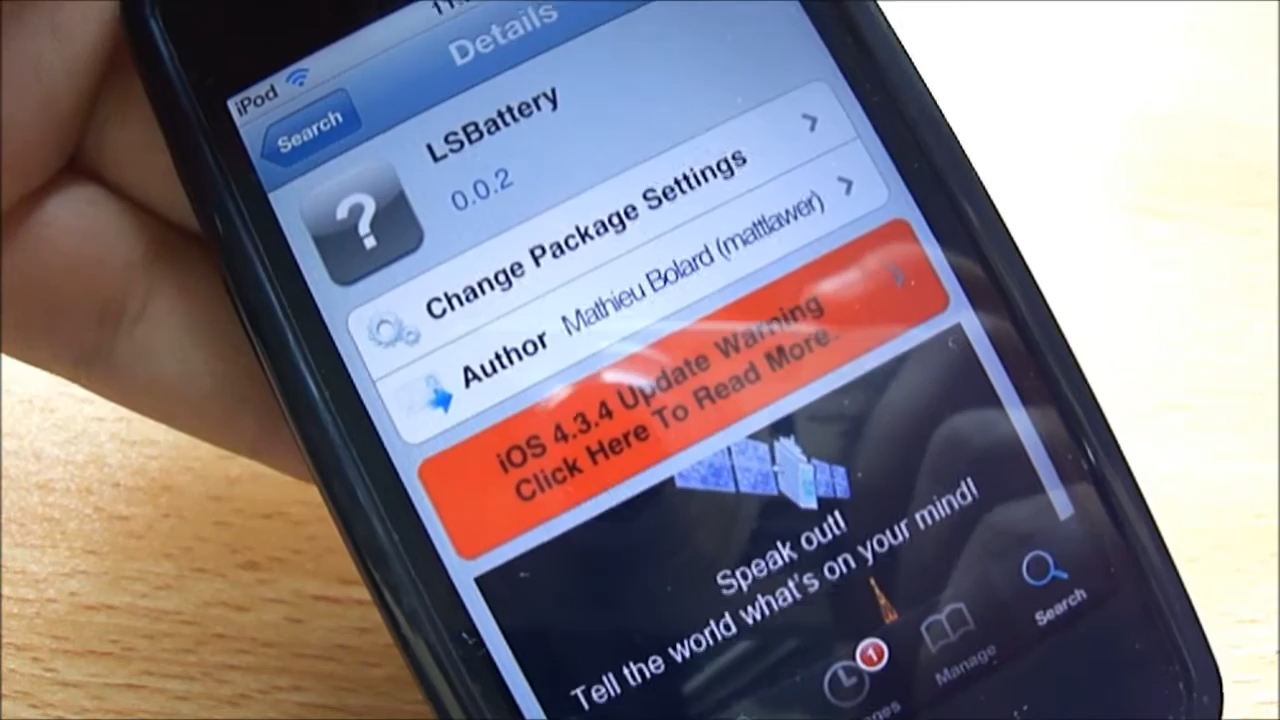 iPod
Details
Search
LSBattery
0.0.2
?
Change Package Settings
Author Mathieu Bolard (mattlawer)
iOS 4.3.4 Update Warning
Click Here To Read More.
Speak out!
Tell the world what's on your mind!
1
Manage
Search